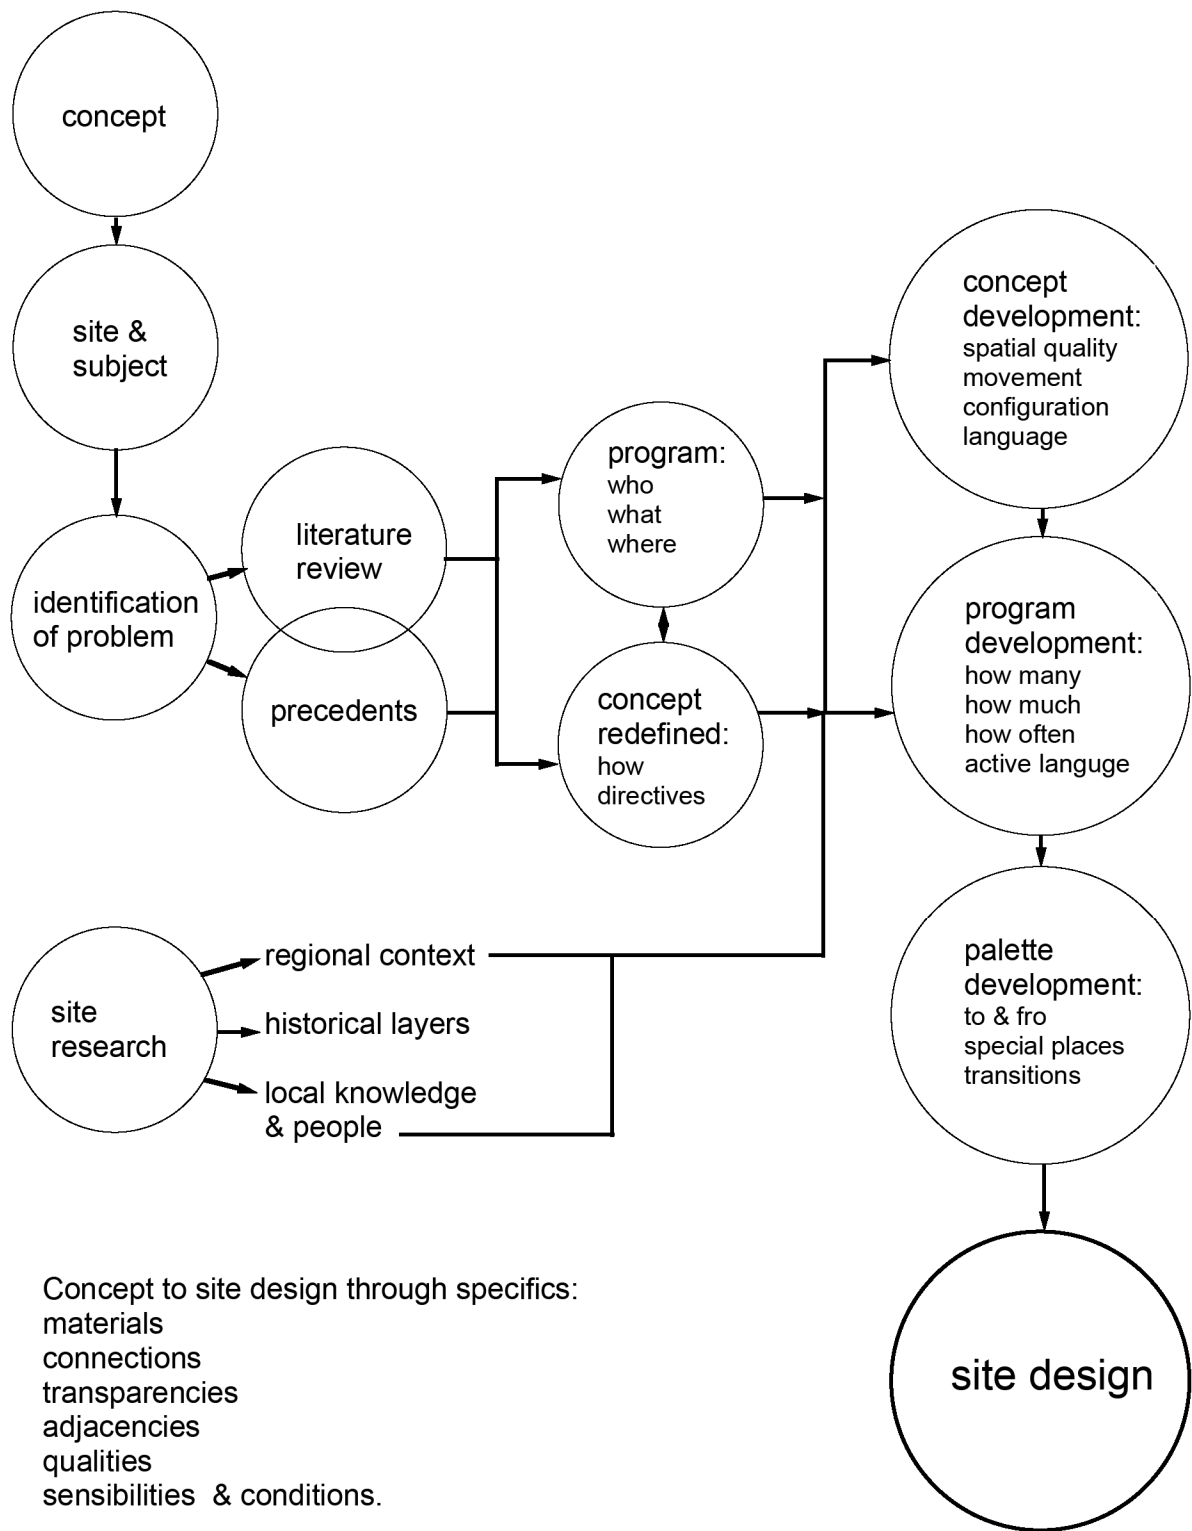 concept
site &
subject
identification
of problem
literature
review
precedents
program:
who
what
where
concept
redefined:
how
directives
concept
development:
spatial quality
movement
configuration
language
program
development:
how many
how much
how often
active languge
palette
development:
to & fro
special places
transitions
site design
site
research
regional context
historical layers
local knowledge
& people
Concept to site design through specifics:
materials
connections
transparencies
adjacencies
qualities
sensibilities & conditions.